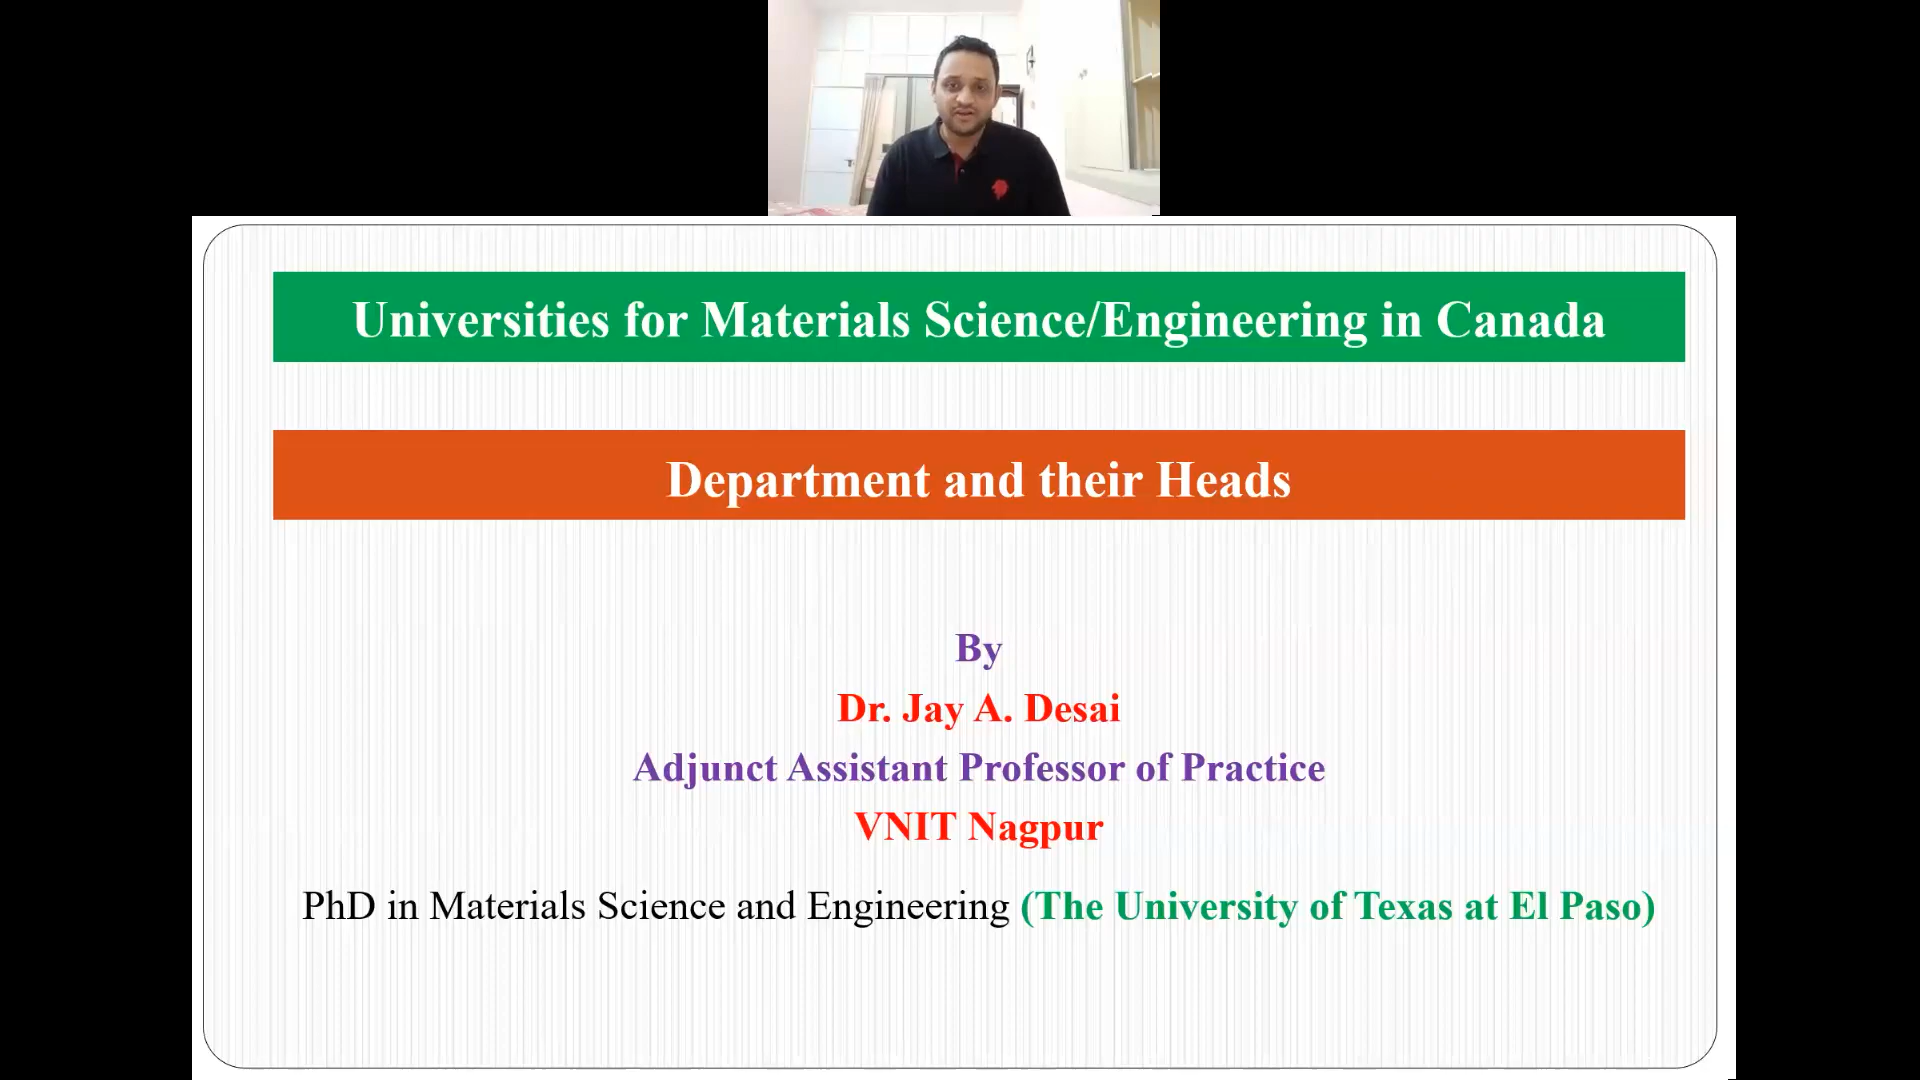 Universities for Materials Science/Engineering in Canada
Department and their Heads
By
Dr. Jay A. Desai
Adjunct Assistant Professor of Practice
VNIT Nagpur
PhD in Materials Science and Engineering (The University of Texas at El Paso)